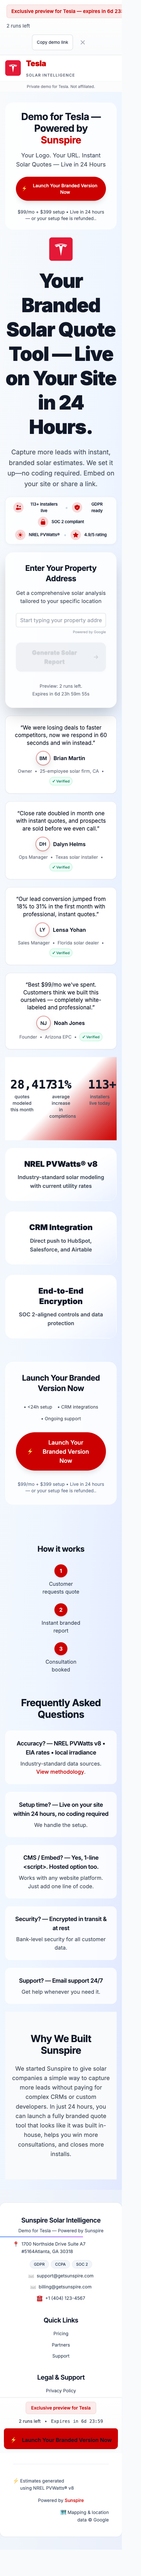 Exclusive preview for Tesla — expires in 6d 23
2 runs left
Copy demo link ×
Tesla
SOLAR INTELLIGENCE
Private demo for Tesla. Not affiliated.
Demo for Tesla —
Powered by
Sunspire
Your Logo. Your URL. Instant
Solar Quotes — Live in 24 Hours
⚡ Launch Your Branded Version
Now
$99/mo + $399 setup • Live in 24 hours
— or your setup fee is refunded..
Your
Branded
Solar Quote
Tool — Live
on Your Site
in 24
Hours.
Capture more leads with instant,
branded solar estimates. We set it
up—no coding required. Embed on
your site or share a link.
113+ installers
live
GDPR
ready
SOC 2 compliant
NREL PVWatts®
4.9/5 rating
Enter Your Property
Address
Get a comprehensive solar analysis
tailored to your specific location
Start typing your property addre
Powered by Google
Generate Solar
Report →
Preview: 2 runs left.
Expires in 6d 23h 59m 55s
"We were losing deals to faster
competitors, now we respond in 60
seconds and win instead."
BM Brian Martin
Owner • 25-employee solar firm, CA •
✓ Verified
"Close rate doubled in month one
with instant quotes, and prospects
are sold before we even call."
DH Dalyn Helms
Ops Manager • Texas solar installer •
✓ Verified
"Our lead conversion jumped from
18% to 31% in the first month with
professional, instant quotes."
LY Lensa Yohan
Sales Manager • Florida solar dealer •
✓ Verified
"Best $99/mo we've spent.
Customers think we built this
ourselves — completely white-
labeled and professional."
NJ Noah Jones
Founder • Arizona EPC • ✓ Verified
28,417 31% 113+
quotes
modeled
this month
average
increase
in
completions
installers
live today
NREL PVWatts® v8
Industry-standard solar modeling
with current utility rates
CRM Integration
Direct push to HubSpot,
Salesforce, and Airtable
End-to-End
Encryption
SOC 2-aligned controls and data
protection
Launch Your Branded
Version Now
• <24h setup • CRM integrations
• Ongoing support
⚡ Launch Your
Branded Version
Now
$99/mo + $399 setup • Live in 24 hours
— or your setup fee is refunded..
How it works
1
Customer
requests quote
2
Instant branded
report
3
Consultation
booked
Frequently Asked
Questions
Accuracy? — NREL PVWatts v8 •
EIA rates • local irradiance
Industry-standard data sources.
View methodology.
Setup time? — Live on your site
within 24 hours, no coding required
We handle the setup.
CMS / Embed? — Yes, 1-line
<script>. Hosted option too.
Works with any website platform.
Just add one line of code.
Security? — Encrypted in transit &
at rest
Bank-level security for all customer
data.
Support? — Email support 24/7
Get help whenever you need it.
Why We Built
Sunspire
We started Sunspire to give solar
companies a simple way to capture
more leads without paying for
complex CRMs or custom
developers. In just 24 hours, you
can launch a fully branded quote
tool that looks like it was built in-
house, helps you win more
consultations, and closes more
installs.
Sunspire Solar Intelligence
Demo for Tesla — Powered by Sunspire
1700 Northside Drive Suite A7
#5164Atlanta, GA 30318
GDPR CCPA SOC 2
support@getsunspire.com
billing@getsunspire.com
+1 (404) 123-4567
Quick Links
Pricing
Partners
Support
Legal & Support
Privacy Policy
Exclusive preview for Tesla
2 runs left • Expires in 6d 23:59
⚡ Launch Your Branded Version Now
⚡ Estimates generated
using NREL PVWatts® v8
Powered by Sunspire
Mapping & location
data © Google